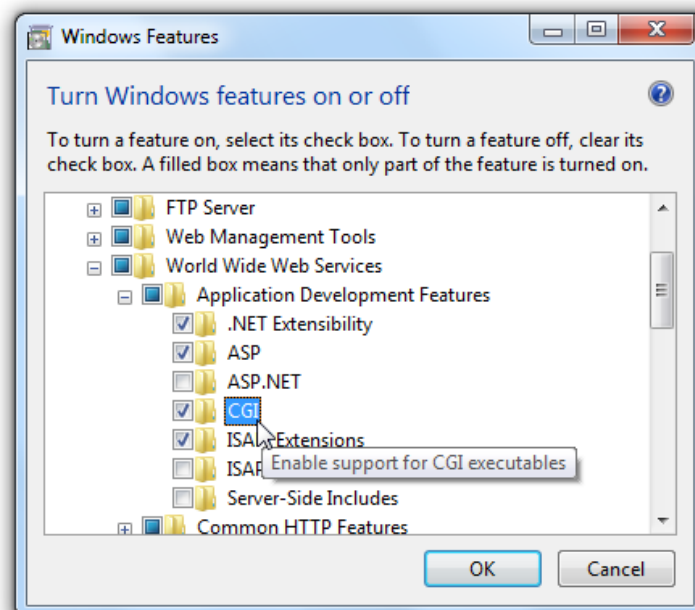 Windows Features
Turn Windows features on or off
To turn a feature on, select its check box. To turn a feature off, clear its
check box. A filled box means that only part of the feature is turned on.
FTP Server
Web Management Tools
World Wide Web Services
Application Development Features
.NET Extensibility
ASP
ASP.NET
CGI
Extensions
Enable support for CGI executables
Server-Side Includes
Common HTTP Features
OK
Cancel